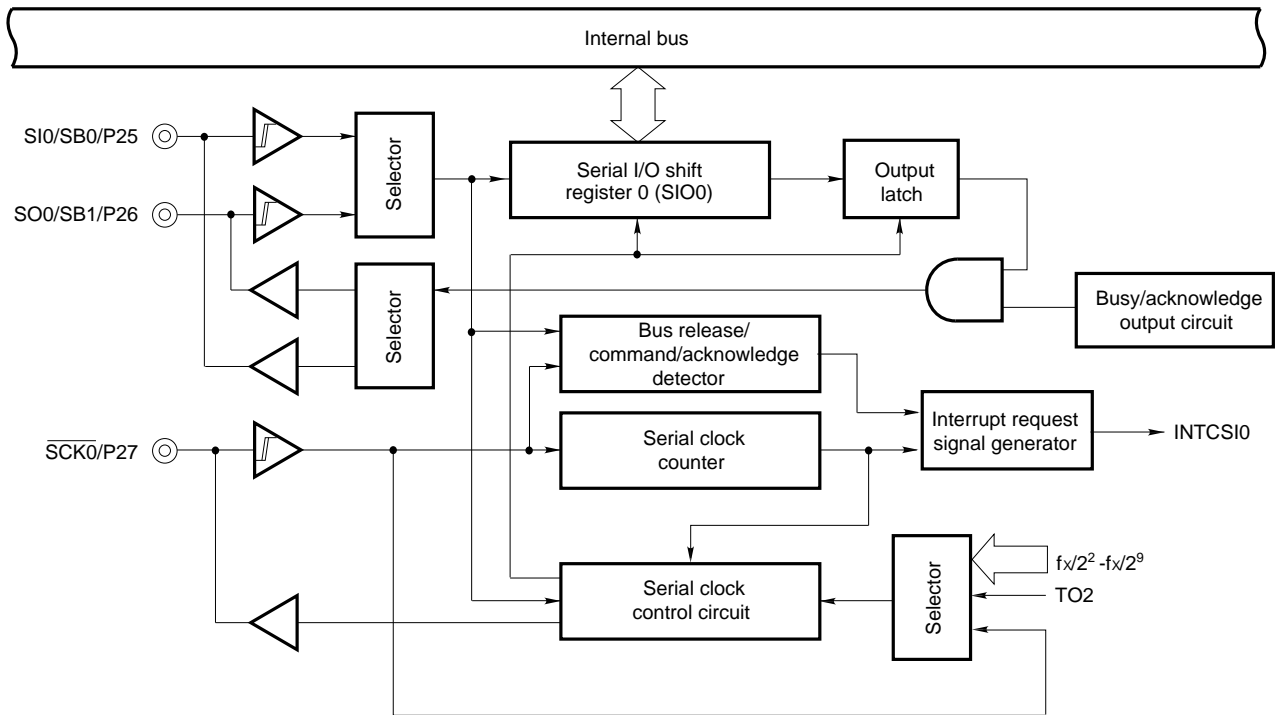 Internal bus
SI0/SB0/P25
Selector
Serial I/O shift
register 0 (SIO0)
Output
latch
SO0/SB1/P26
Selector
Busy/acknowledge
output circuit
Bus release/
command/acknowledge
detector
SCK0/P27
Serial clock
counter
Interrupt request
signal generator
INTCSI0
Serial clock
control circuit
Selector
fx/2² -fx/2⁹
TO2